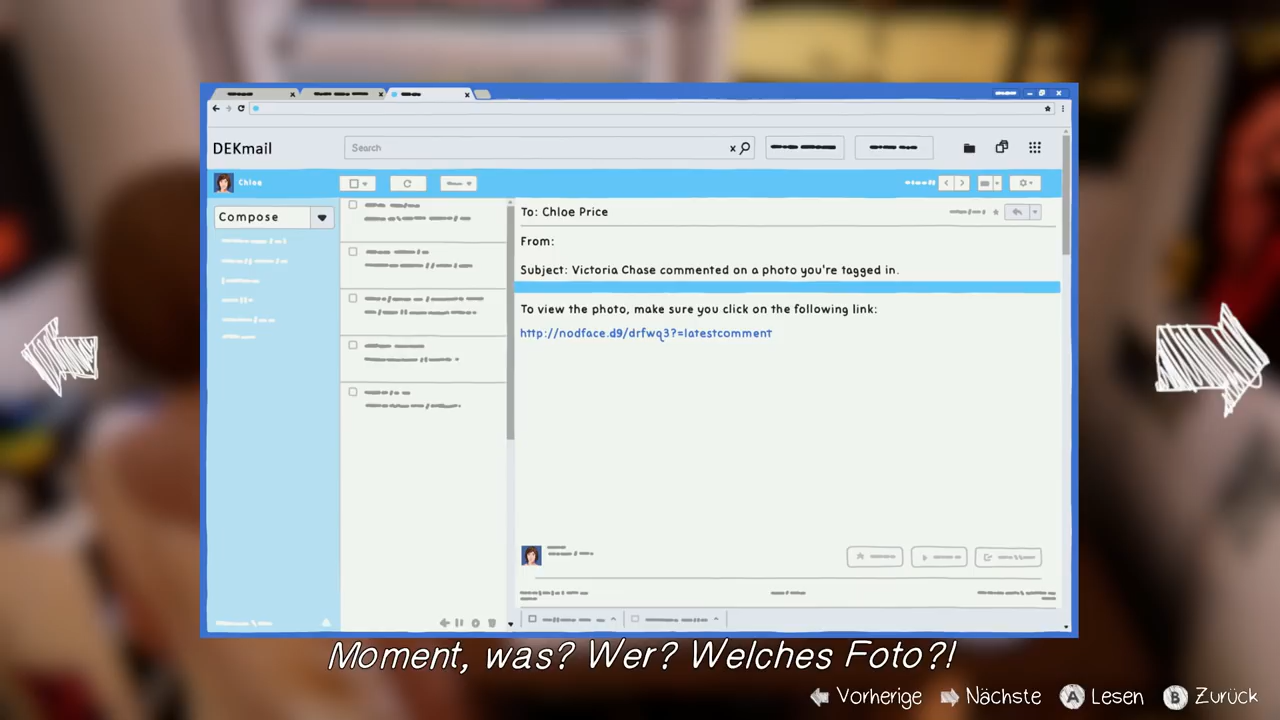 DEKmail
Search
Chloe
Compose
To: Chloe Price
From:
Subject: Victoria Chase commented on a photo you're tagged in.
To view the photo, make sure you click on the following link:
http://nodface.d9/drfwq3?=latestcomment
Moment, was? Wer? Welches Foto?!
Vorherige
Nächste
A Lesen
B Zurück